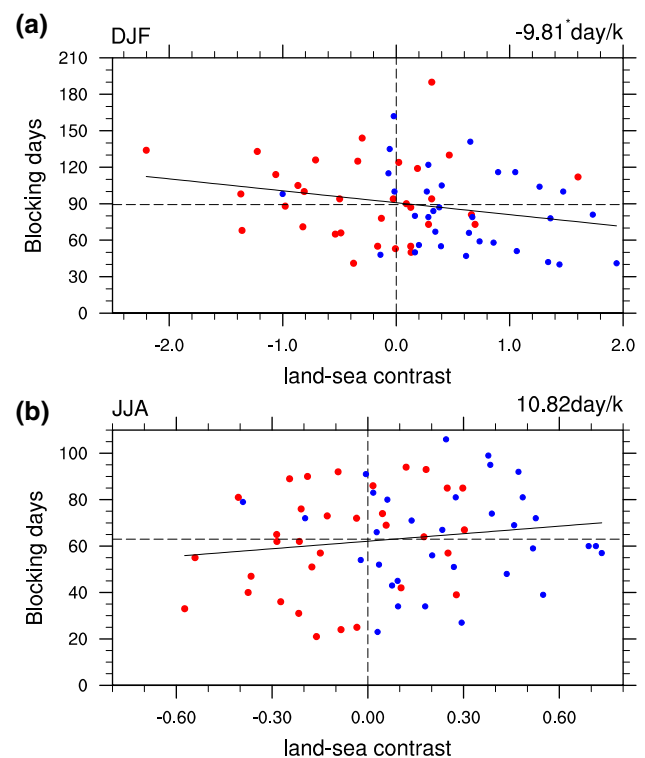 (a) DJF -9.81*day/k
210
180
150
120
90
60
30
0
Blocking days
-2.0 -1.0 0.0 1.0 2.0
land-sea contrast
(b) JJA 10.82day/k
100
80
60
40
20
0
Blocking days
-0.60 -0.30 0.00 0.30 0.60
land-sea contrast